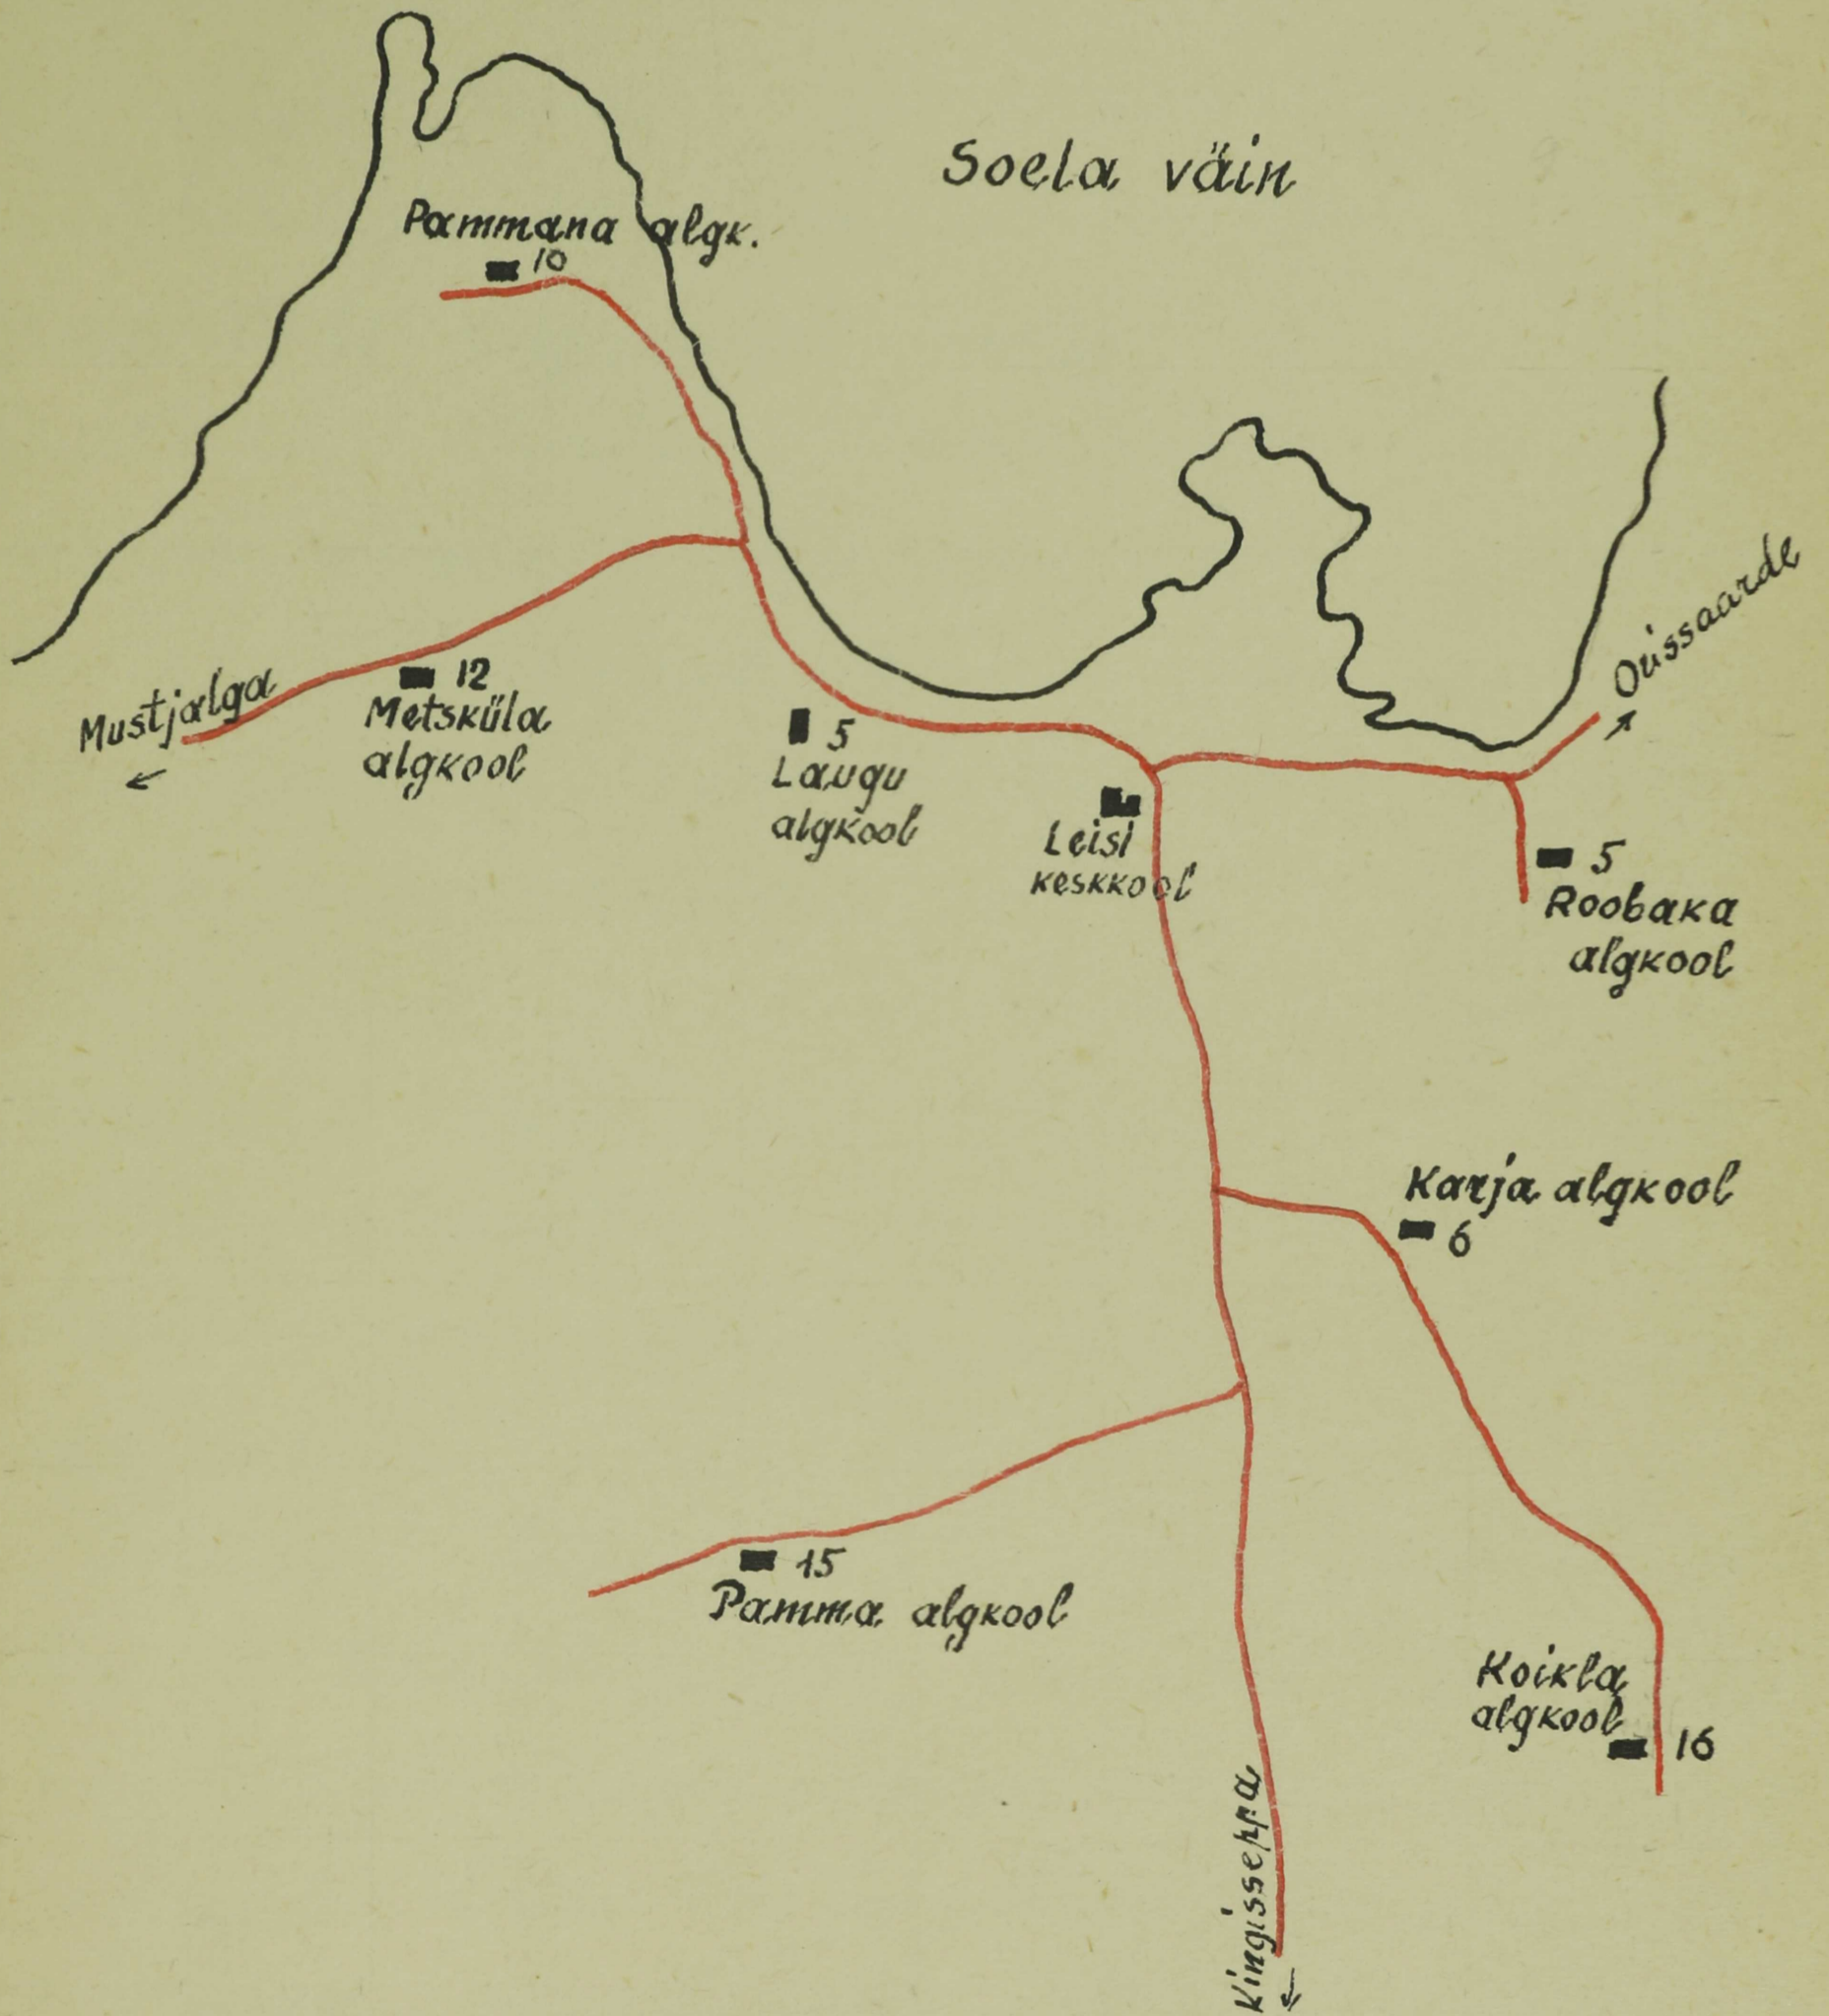 Soela väin
Pammana algk.
10
Orissaarde
12
Mustjalga
Metsküla
algkool
5
Laugu
algkool
Leisi
keskkool
5
Roobaka
algkool
Karja algkool
6
15
Pamma algkool
Koikla
algkool
16
Kingisseppa